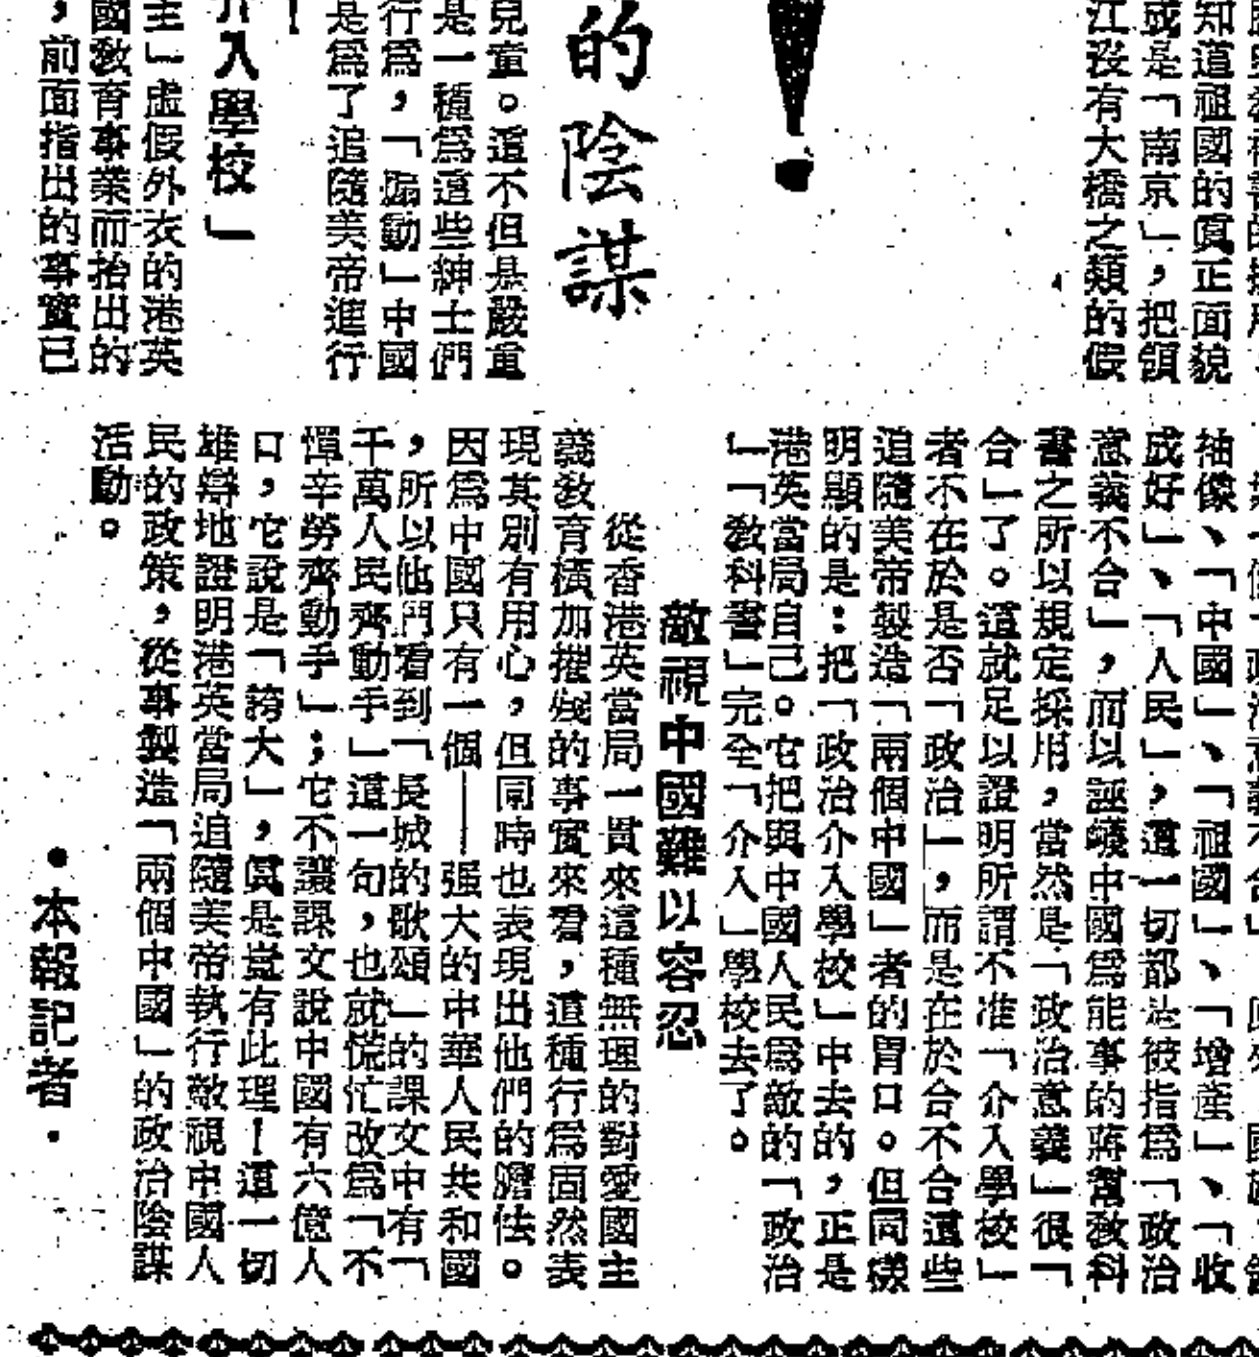 知道祖國的眞正面貌
或是「南京」，把領
江沒有大橋之類的假
的陰謀
兒童。這不但是嚴重
是一種爲這些紳士們
行爲，「煽動」中國
是爲了追隨美帝進行
介入學校」
主」虛假外衣的港英
國敎育事業而抬出的
，前面指出的事實已
袖像、「中國」、「祖國」、「增産」、「收
成好」、「人民」，這一切都是被指爲「政治
意義不合」，而以誣衊中國爲能事的蔣幫敎科
書之所以規定採用，當然是「政治意義」很「
合」了。這就足以證明所謂不准「介入學校」
者不在於是否「政治」，而是在於合不合這些
追隨美帝製造「兩個中國」者的胃口。但同樣
明顯的是：把「政治介入學校」中去的，正是
港英當局自己。它把與中國人民爲敵的「政治
」「敎科書」完全「介入」學校去了。
敵視中國難以容忍
從香港英當局一貫來這種無理的對愛國主
義敎育橫加摧殘的事實來看，這種行爲固然表
現其別有用心，但同時也表現出他們的膽怯。
因爲中國只有一個——强大的中華人民共和國
，所以他們看到「長城的歌頌」的課文中有「
千萬人民齊動手」這一句，也就慌忙改爲「不
憚辛勞齊動手」；它不讓課文說中國有六億人
口，它說是「誇大」，眞是豈有此理！這一切
雄辯地證明港英當局追隨美帝執行敵視中國人
民的政策，從事製造「兩個中國」的政治陰謀
活動。
•本報記者•